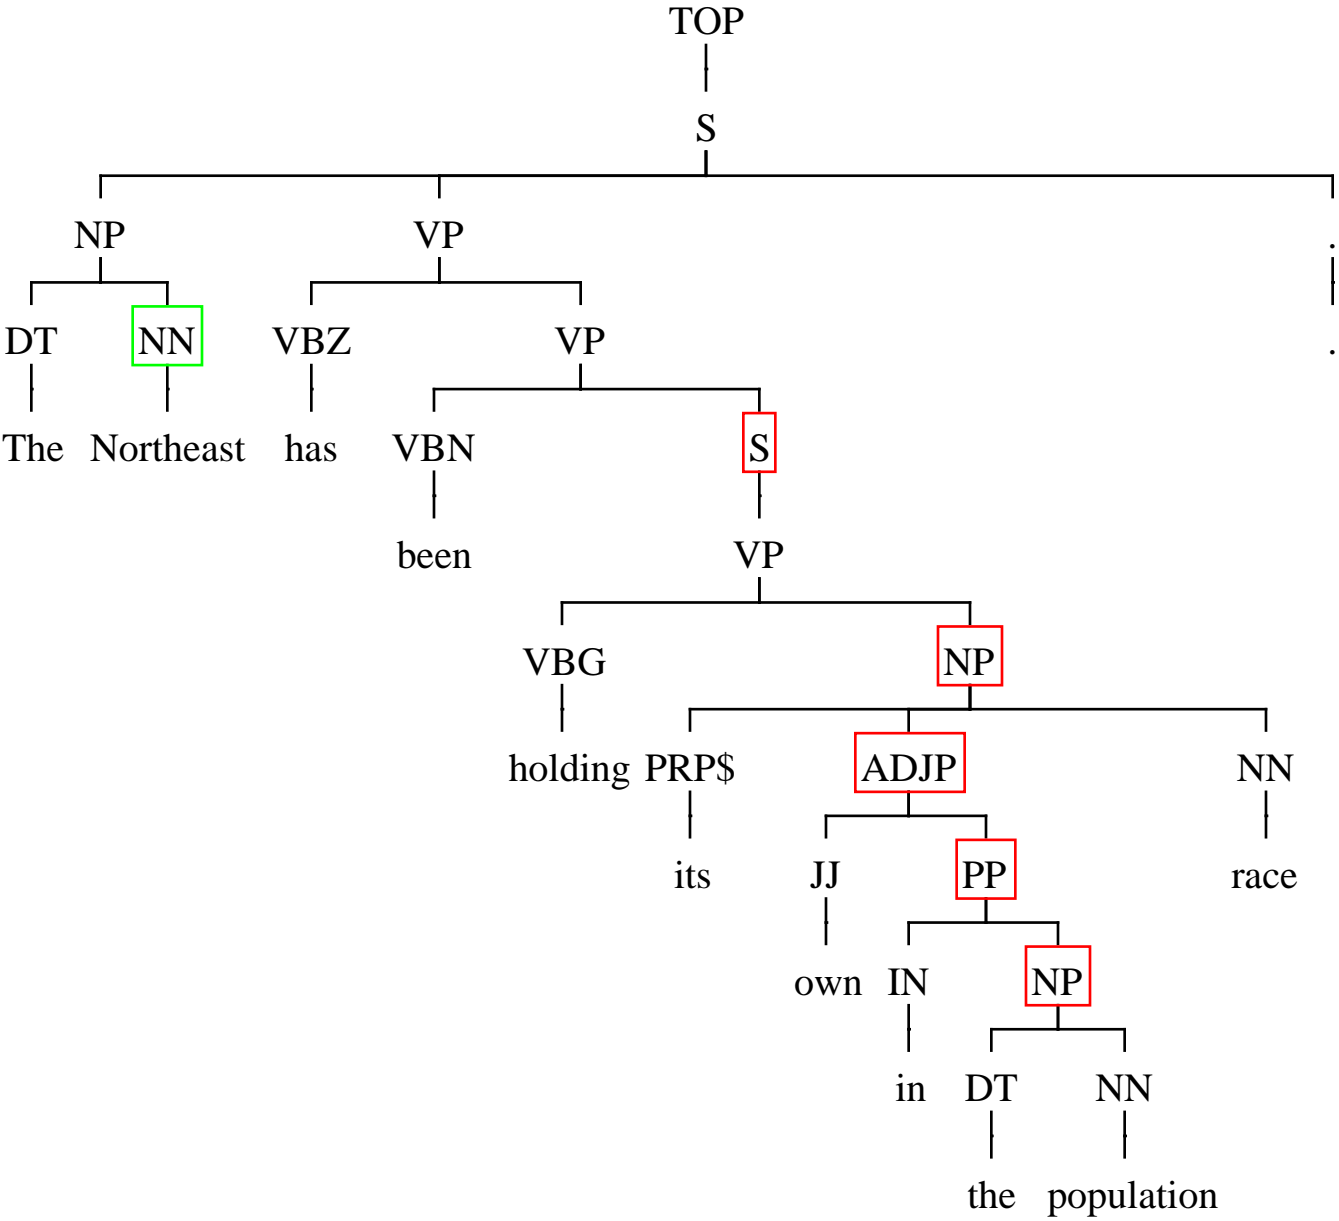 TOP
S
NP VP .
DT NN VBZ VP .
The Northeast has VBN S
been VP
VBG NP
holding PRP$ ADJP NN
its JJ PP race
own IN NP
in DT NN
the population